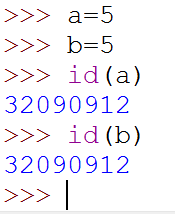 >>> a=5
>>> b=5
>>> id(a)
32090912
>>> id(b)
32090912
>>>